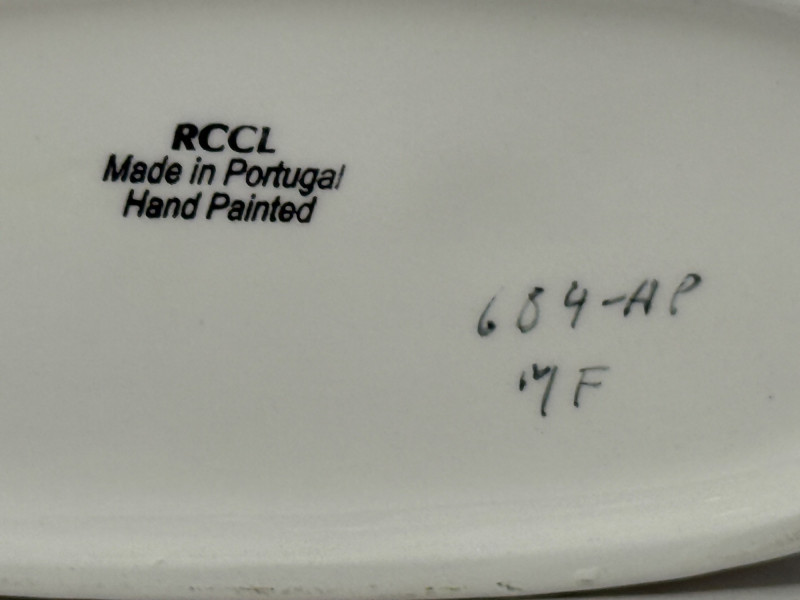 RCCL
Made in Portugal
Hand Painted
684-AP
MF